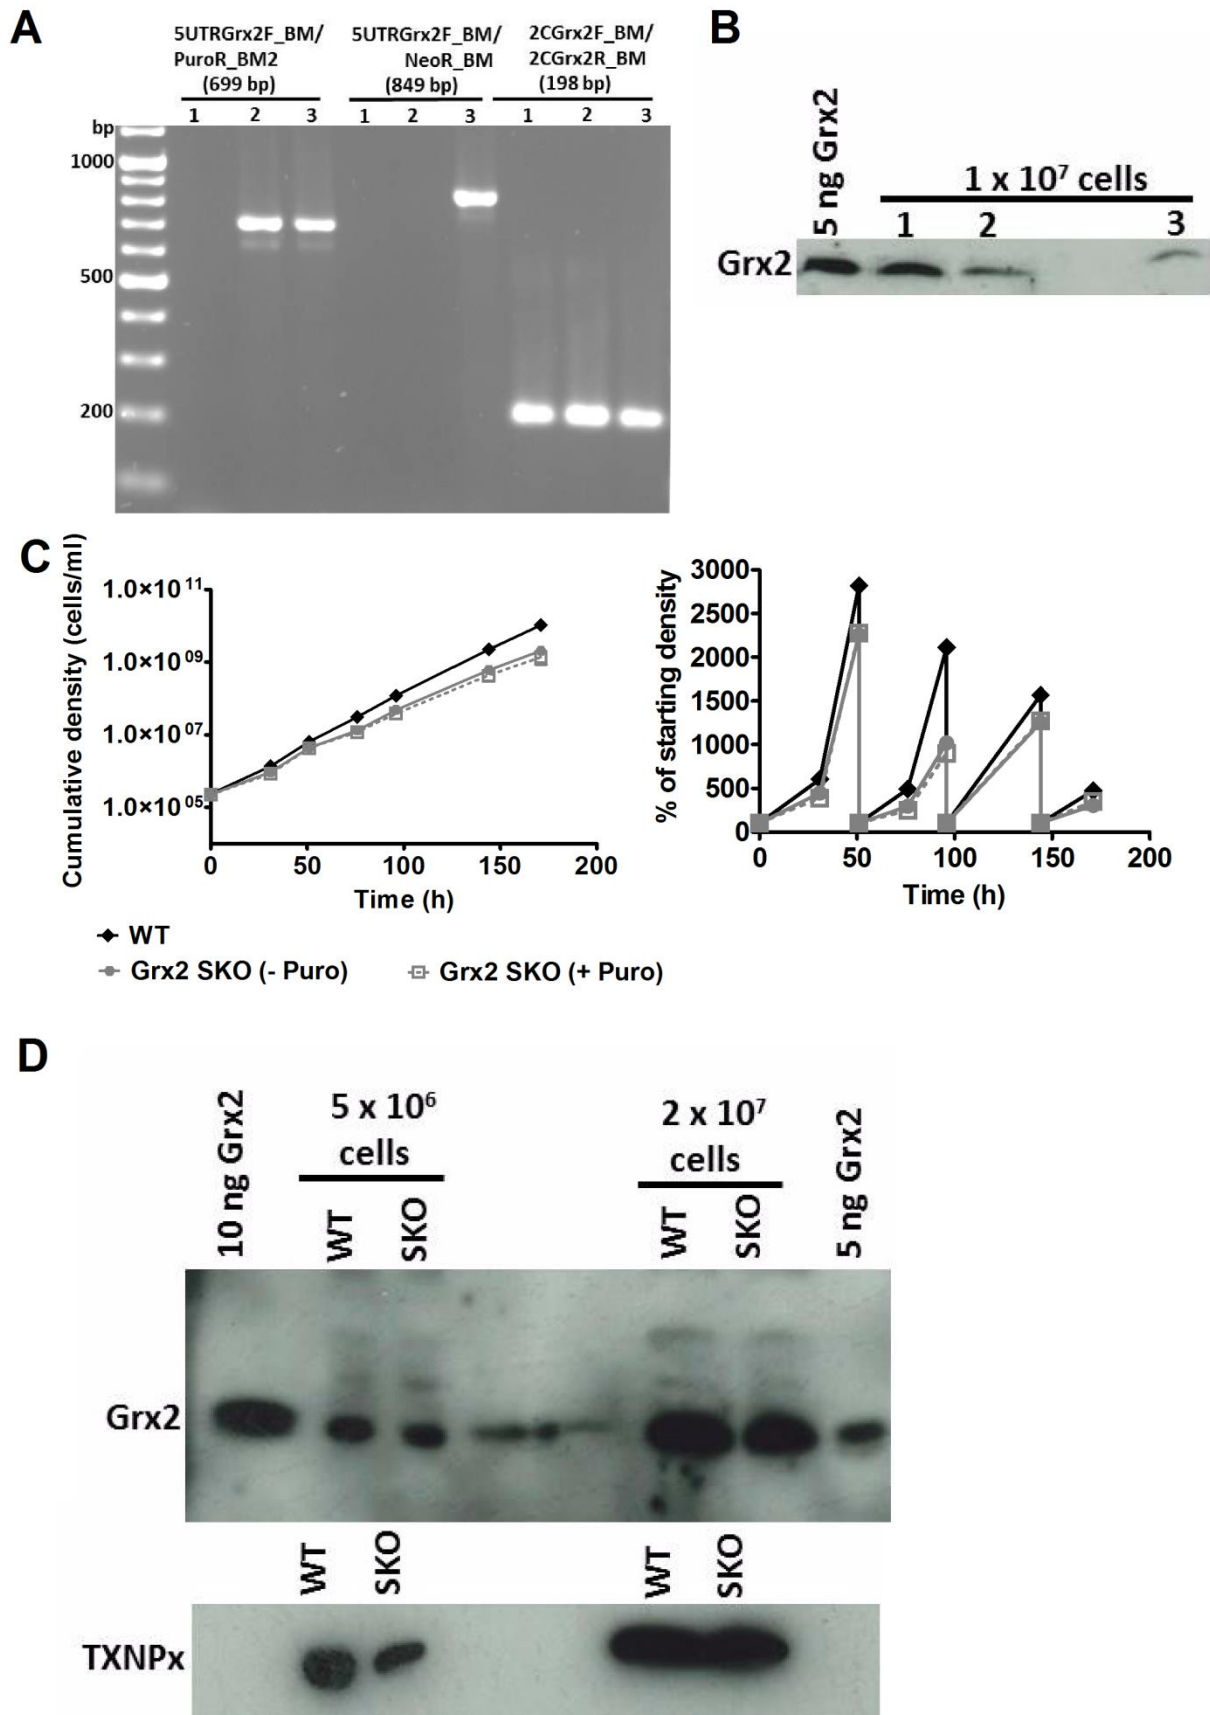 A
5UTRGrx2F_BM/
PuroR_BM2
(699 bp)
5UTRGrx2F_BM/
NeoR_BM
(849 bp)
2CGrx2F_BM/
2CGrx2R_BM
(198 bp)
1 2 3 1 2 3 1 2 3
bp
1000
500
200
B
5 ng Grx2
1 x 10⁷ cells
1 2 3
Grx2
C
Cumulative density (cells/ml)
1.0×10¹¹
1.0×10⁰⁹
1.0×10⁰⁷
1.0×10⁰⁵
0 50 100 150 200
Time (h)
% of starting density
3000
2500
2000
1500
1000
500
0
0 50 100 150 200
Time (h)
WT
Grx2 SKO (- Puro)
Grx2 SKO (+ Puro)
D
10 ng Grx2
5 x 10⁶
cells
WT
SKO
2 x 10⁷
cells
WT
SKO
5 ng Grx2
Grx2
WT
SKO
WT
SKO
TXNPx